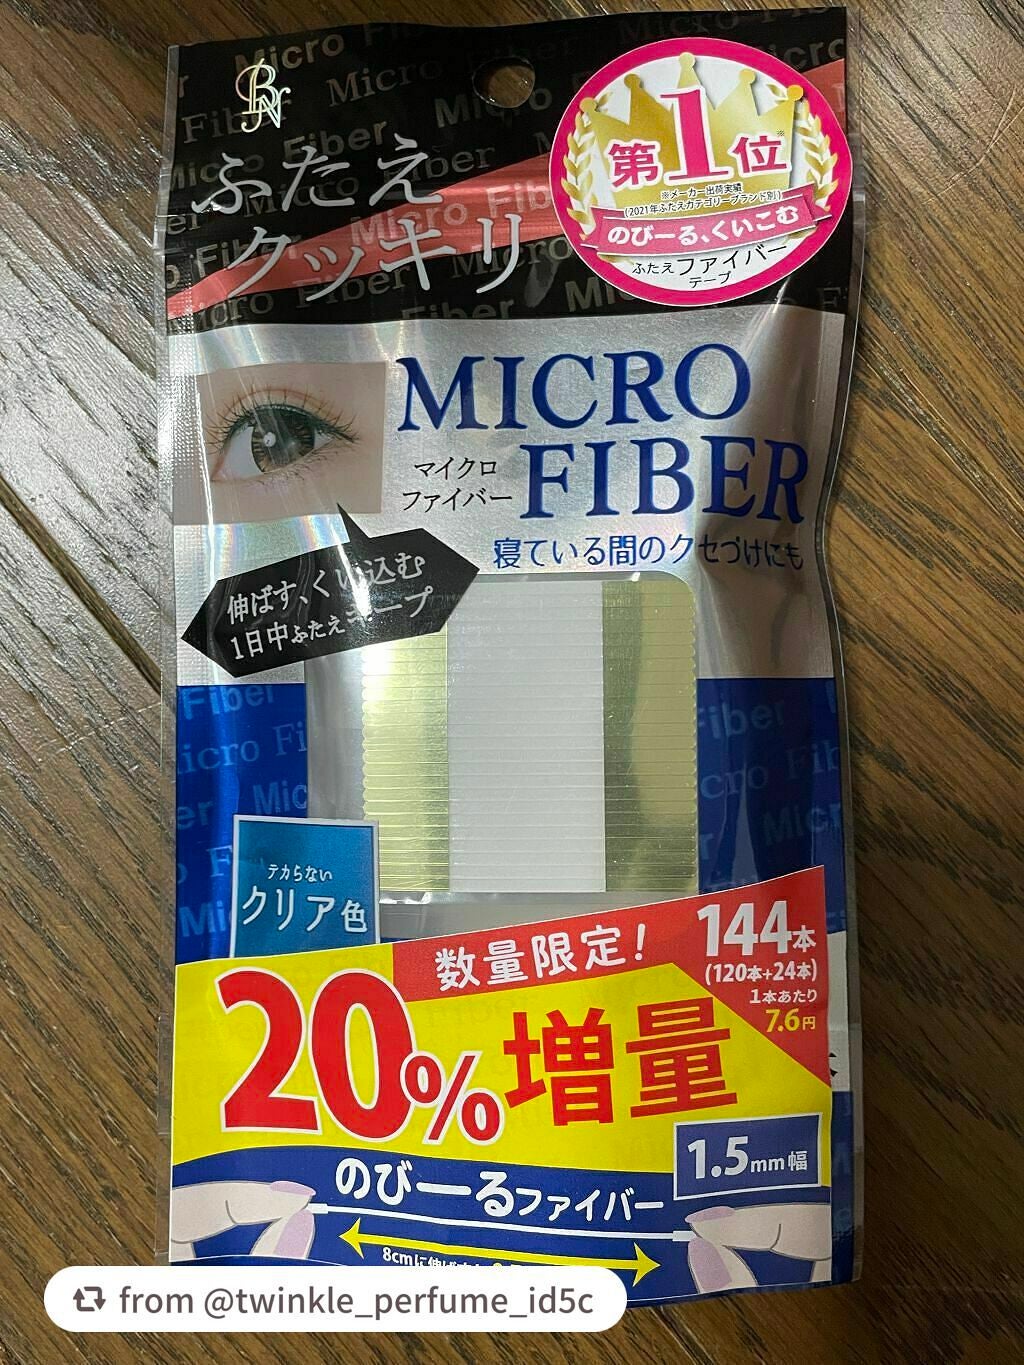 BN
ふたえ
クッキリ
第1位※
※メーカー出荷実績
(2021年ふたえカテゴリーブランド別)
のびーる、くいこむ
ふたえファイバー
テープ
MICRO
FIBER
マイクロ
ファイバー
寝ている間のクセづけにも
伸ばす、くい込む
1日中ふたえテープ
テカらない
クリア色
数量限定!
144本
(120本+24本)
1本あたり
7.6円
20%増量
1.5mm幅
のびーるファイバー
8cmに伸ば
from @twinkle_perfume_id5c